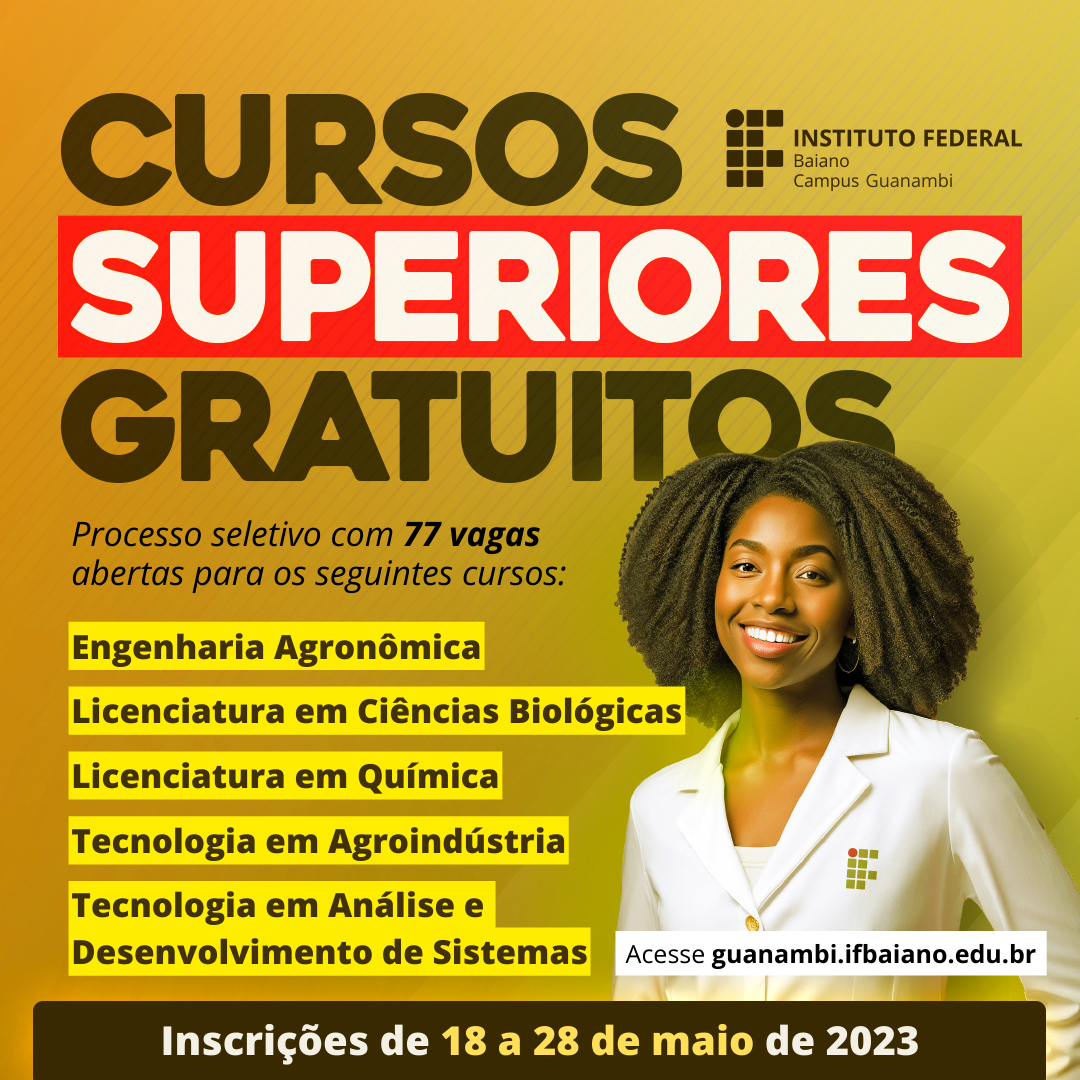 CURSOS
INSTITUTO FEDERAL
Baiano
Campus Guanambi
SUPERIORES
GRATUITOS
Processo seletivo com 77 vagas
abertas para os seguintes cursos:
Engenharia Agronômica
Licenciatura em Ciências Biológicas
Licenciatura em Química
Tecnologia em Agroindústria
Tecnologia em Análise e
Desenvolvimento de Sistemas
Acesse guanambi.ifbaiano.edu.br
Inscrições de 18 a 28 de maio de 2023